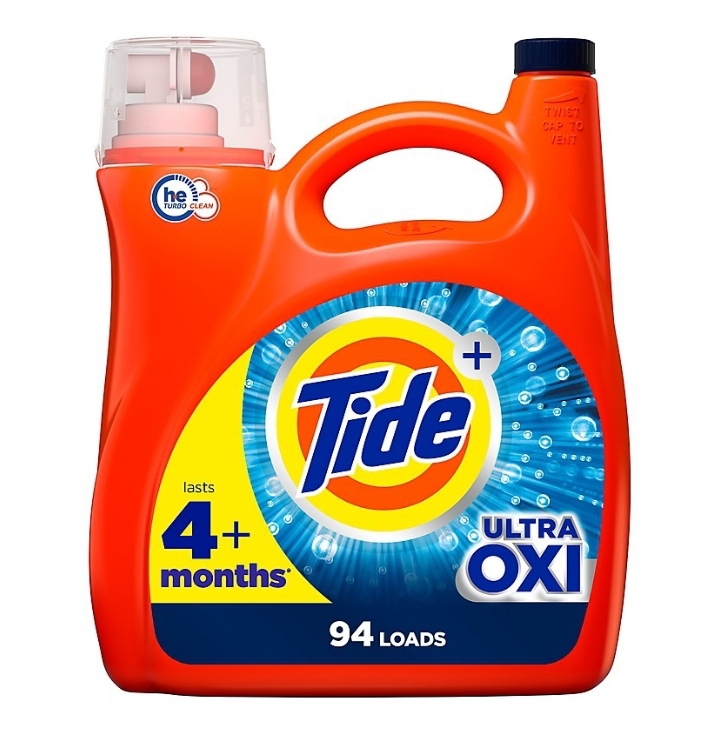 TWIST
CAP TO
VENT
he
TURBO CLEAN
Tide
+
lasts
4+
months*
ULTRA
OXI
94 LOADS